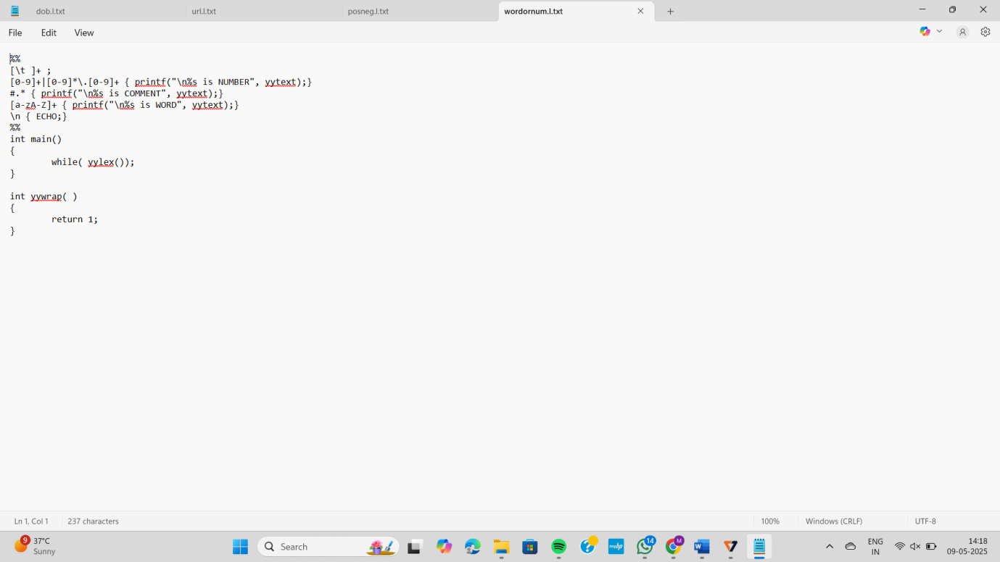 dob.l.txt
url.l.txt
posneg.l.txt
wordornum.l.txt
File Edit View
%%
[\t ]+ ;
[0-9]+|[0-9]*\.[0-9]+ { printf("\n%s is NUMBER", yytext);}
#.* { printf("\n%s is COMMENT", yytext);}
[a-zA-Z]+ { printf("\n%s is WORD", yytext);}
\n { ECHO;}
%%
int main()
{
        while( yylex());
}

int yywrap( )
{
        return 1;
}
Ln 1, Col 1 237 characters 100% Windows (CRLF) UTF-8
9
37°C
Sunny
Search
myhp
14
M
W
ENG
IN
14:18
09-05-2025